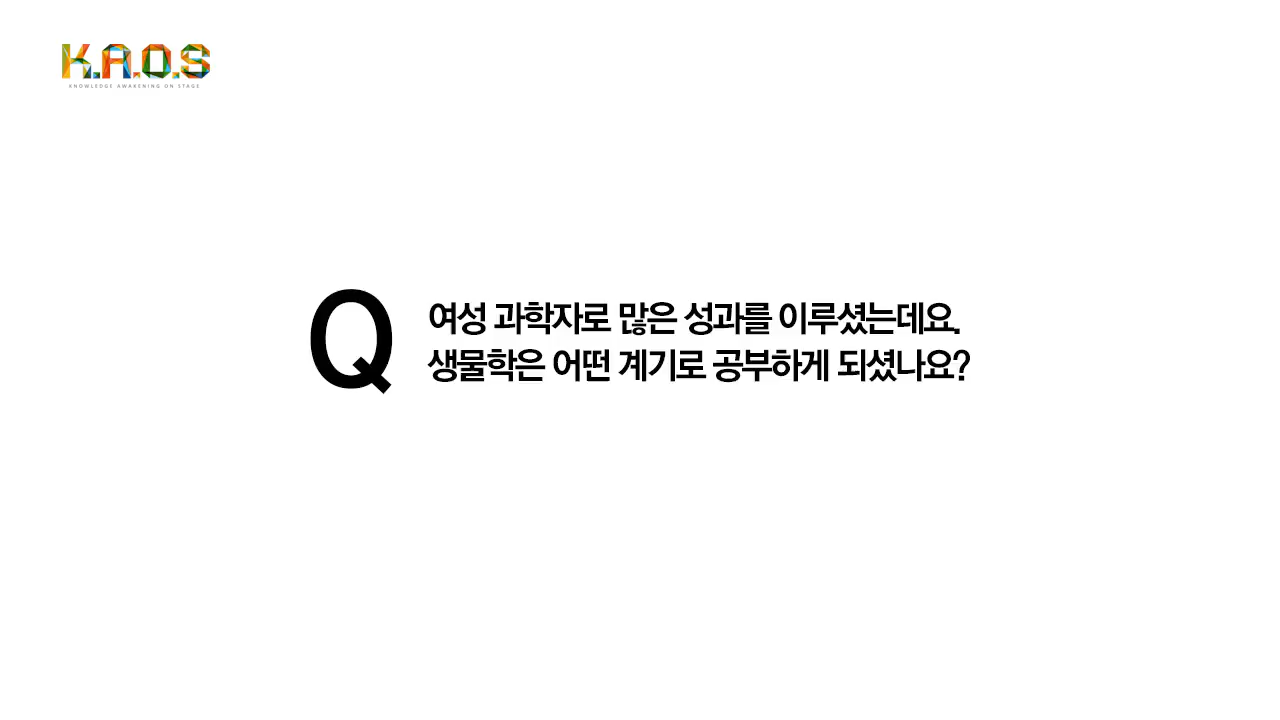 K.A.O.S
KNOWLEDGE AWAKENING ON STAGE
Q
여성 과학자로 많은 성과를 이루셨는데요.
생물학은 어떤 계기로 공부하게 되셨나요?